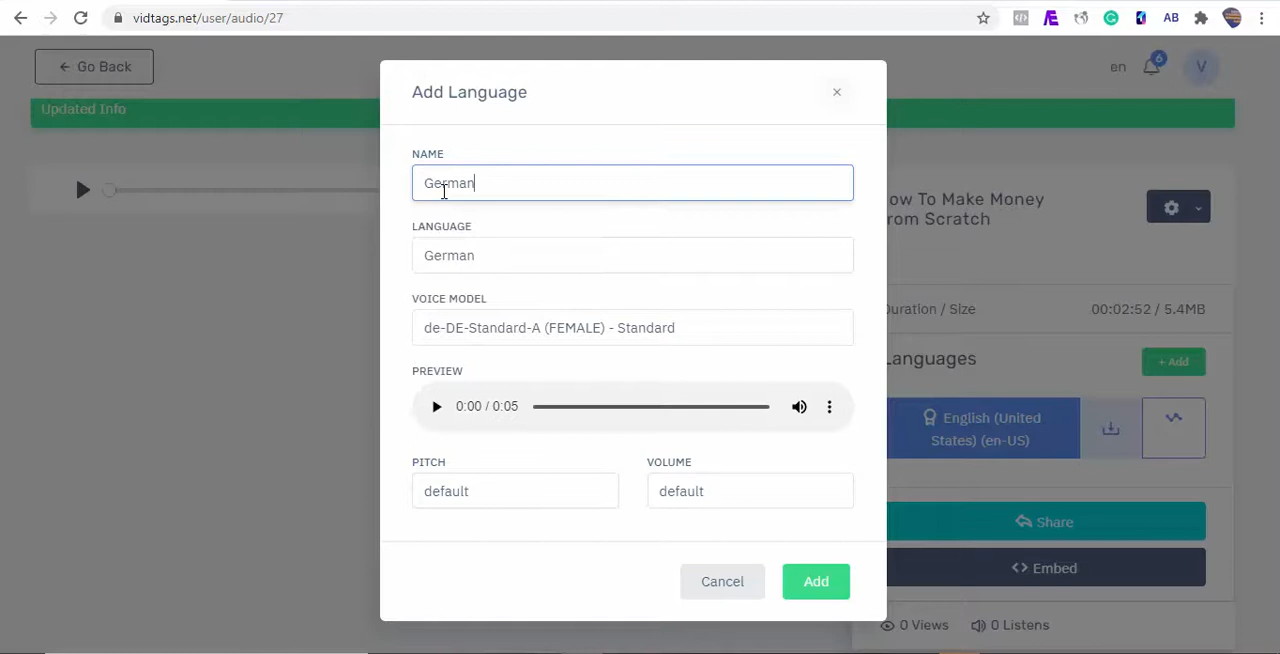 vidtags.net/user/audio/27
AB
Go Back
en
6
V
Updated Info
Add Language
×
NAME
German
LANGUAGE
German
VOICE MODEL
de-DE-Standard-A (FEMALE) - Standard
PREVIEW
0:00 / 0:05
PITCH
VOLUME
default
default
Cancel
Add
ow To Make Money
rom Scratch
Duration / Size
00:02:52 / 5.4MB
Languages
+ Add
English (United
States) (en-US)
Share
<> Embed
0 Views
0 Listens